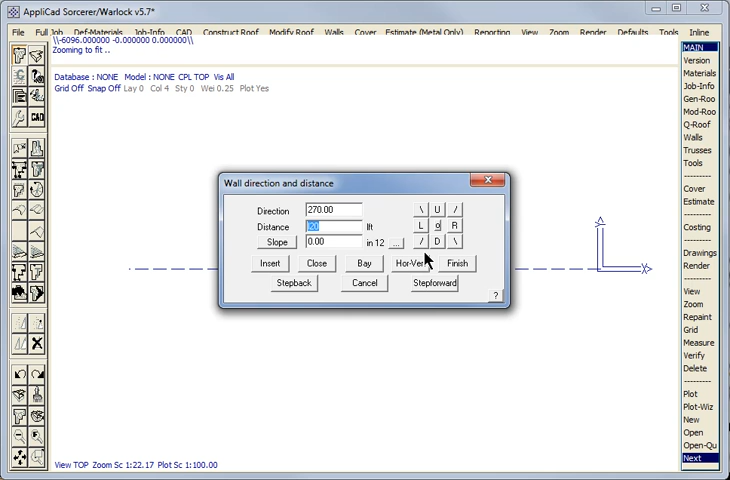 AppliCad Sorcerer/Warlock v5.7*
File Full Job Def-Materials Job-Info Construct Roof Modify Roof Walls Cover Estimate (Metal Only) Reporting View Zoom Render Defaults Tools Inline
\\-6096.000000 -0.000000 0.000000\\
Zooming to fit ..
Database : NONE Model : NONE CPL TOP Vis All
Grid Off Snap Off Lay 0 Col 4 Sty 0 Wei 0.25 Plot Yes
CAD
MAIN
Version
Materials
Job-Info
Gen-Roo
Mod-Roo
Q-Roof
Walls
Trusses
Tools
---------
Cover
Estimate
---------
Costing
---------
Drawings
Render
---------
View
Zoom
Repaint
Grid
Measure
Verify
Delete
---------
Plot
Plot-Wiz
New
Open
Open-Qu
Next
Wall direction and distance
Direction 270.00 \ U /
Distance 20 lft L o R
Slope 0.00 in 12 ... / D \
Insert Close Bay Hor-Ver Finish
Stepback Cancel Stepforward
?
Y
X
View TOP Zoom Sc 1:22.17 Plot Sc 1:100.00